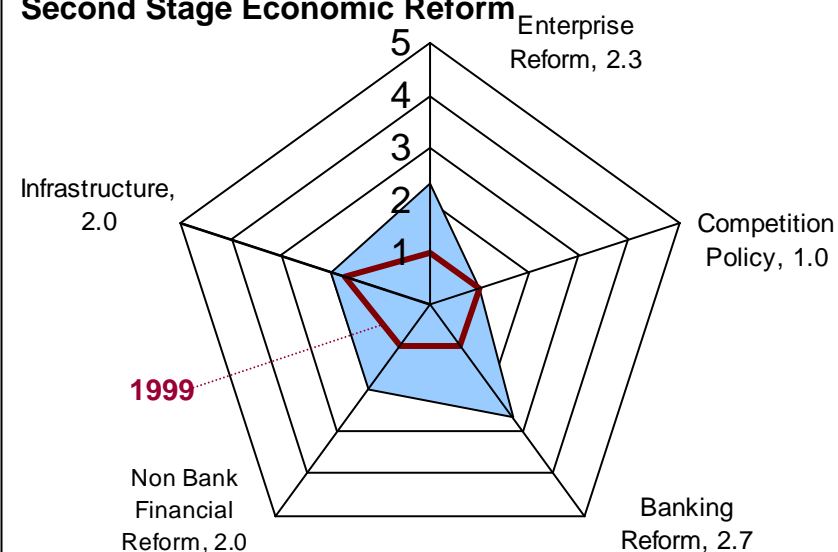 Second Stage Economic Reform
Enterprise
Reform, 2.3
5
4
3
2
1
Infrastructure,
2.0
Competition
Policy, 1.0
1999
Non Bank
Financial
Reform, 2.0
Banking
Reform, 2.7